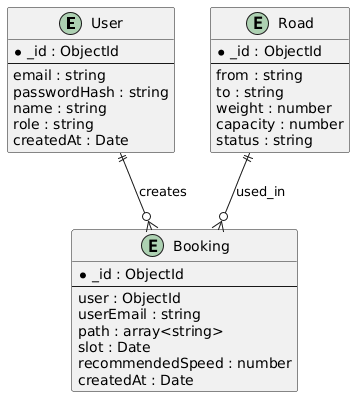 E User
* _id : ObjectId
email : string
passwordHash : string
name : string
role : string
createdAt : Date
E Road
* _id : ObjectId
from : string
to : string
weight : number
capacity : number
status : string
creates
used_in
E Booking
* _id : ObjectId
user : ObjectId
userEmail : string
path : array<string>
slot : Date
recommendedSpeed : number
createdAt : Date